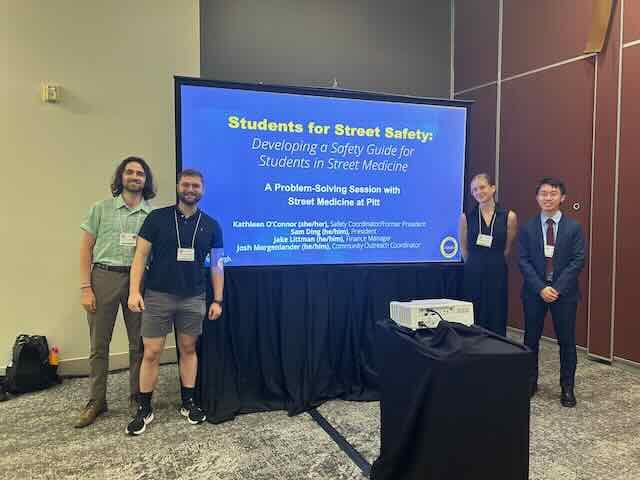 Students for Street Safety:
Developing a Safety Guide for
Students in Street Medicine
A Problem-Solving Session with
Street Medicine at Pitt
Kathleen O'Connor (she/her), Safety Coordinator/Former President
Sam Ding (he/him), President
Jake Littman (he/him), Finance Manager
Josh Morgenlander (he/him), Community Outreach Coordinator